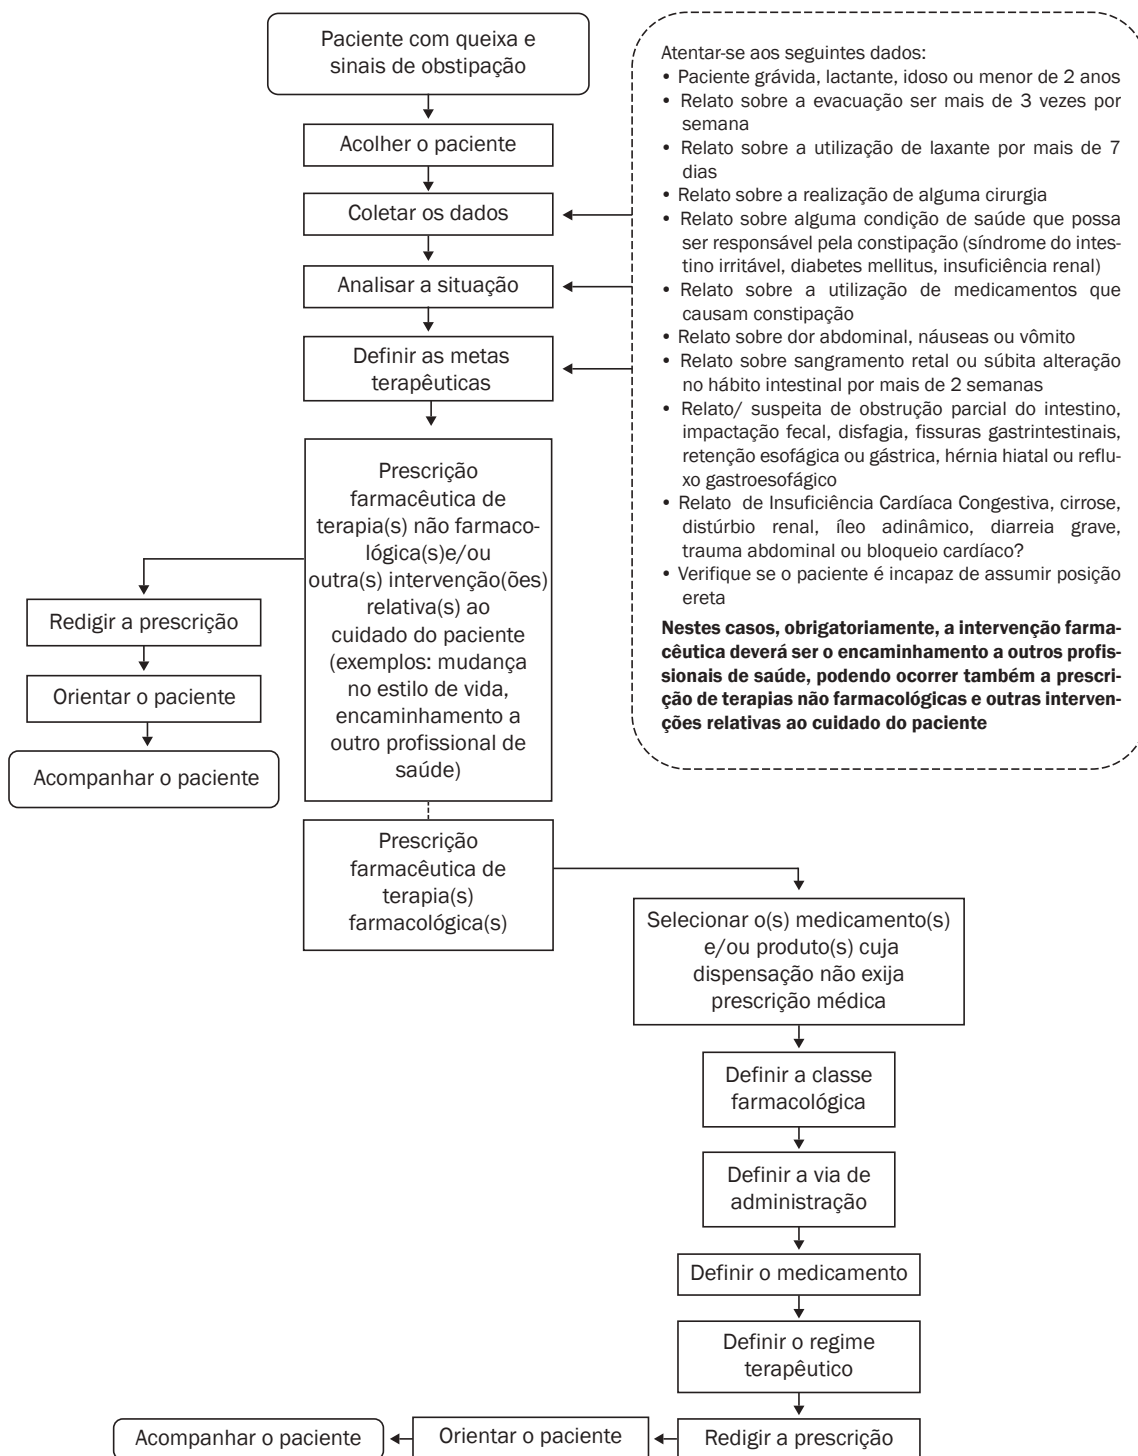 Paciente com queixa e
sinais de obstipação
Acolher o paciente
Coletar os dados
Analisar a situação
Definir as metas
terapêuticas
Prescrição
farmacêutica de
terapia(s) não farmaco-
lógica(s)e/ou
outra(s) intervenção(ões)
relativa(s) ao
cuidado do paciente
(exemplos: mudança
no estilo de vida,
encaminhamento a
outro profissional de
saúde)
Redigir a prescrição
Orientar o paciente
Acompanhar o paciente
Atentar-se aos seguintes dados:
• Paciente grávida, lactante, idoso ou menor de 2 anos
• Relato sobre a evacuação ser mais de 3 vezes por
semana
• Relato sobre a utilização de laxante por mais de 7
dias
• Relato sobre a realização de alguma cirurgia
• Relato sobre alguma condição de saúde que possa
ser responsável pela constipação (síndrome do intes-
tino irritável, diabetes mellitus, insuficiência renal)
• Relato sobre a utilização de medicamentos que
causam constipação
• Relato sobre dor abdominal, náuseas ou vômito
• Relato sobre sangramento retal ou súbita alteração
no hábito intestinal por mais de 2 semanas
• Relato/ suspeita de obstrução parcial do intestino,
impactação fecal, disfagia, fissuras gastrintestinais,
retenção esofágica ou gástrica, hérnia hiatal ou reflu-
xo gastroesofágico
• Relato de Insuficiência Cardíaca Congestiva, cirrose,
distúrbio renal, íleo adinâmico, diarreia grave,
trauma abdominal ou bloqueio cardíaco?
• Verifique se o paciente é incapaz de assumir posição
ereta
Nestes casos, obrigatoriamente, a intervenção farma-
cêutica deverá ser o encaminhamento a outros profis-
sionais de saúde, podendo ocorrer também a prescri-
ção de terapias não farmacológicas e outras interven-
ções relativas ao cuidado do paciente
Prescrição
farmacêutica de
terapia(s)
farmacológica(s)
Selecionar o(s) medicamento(s)
e/ou produto(s) cuja
dispensação não exija
prescrição médica
Definir a classe
farmacológica
Definir a via de
administração
Definir o medicamento
Definir o regime
terapêutico
Redigir a prescrição
Orientar o paciente
Acompanhar o paciente